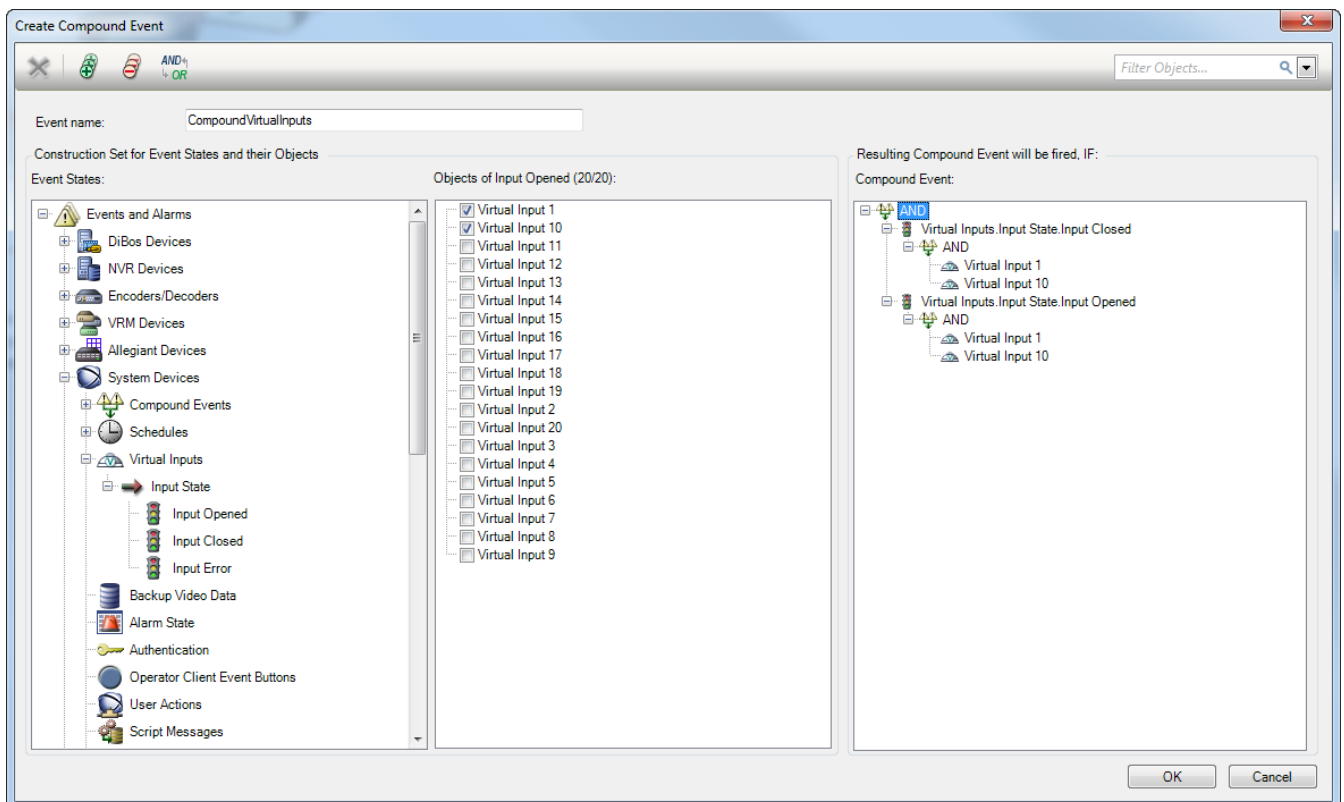 Create Compound Event
AND
OR
Filter Objects...
Event name:
CompoundVirtualInputs
Construction Set for Event States and their Objects
Event States:
Events and Alarms
DiBos Devices
NVR Devices
Encoders/Decoders
VRM Devices
Allegiant Devices
System Devices
Compound Events
Schedules
Virtual Inputs
Input State
Input Opened
Input Closed
Input Error
Backup Video Data
Alarm State
Authentication
Operator Client Event Buttons
User Actions
Script Messages
Objects of Input Opened (20/20):
Virtual Input 1
Virtual Input 10
Virtual Input 11
Virtual Input 12
Virtual Input 13
Virtual Input 14
Virtual Input 15
Virtual Input 16
Virtual Input 17
Virtual Input 18
Virtual Input 19
Virtual Input 2
Virtual Input 20
Virtual Input 3
Virtual Input 4
Virtual Input 5
Virtual Input 6
Virtual Input 7
Virtual Input 8
Virtual Input 9
Resulting Compound Event will be fired, IF:
Compound Event:
AND
Virtual Inputs.Input State.Input Closed
AND
Virtual Input 1
Virtual Input 10
Virtual Inputs.Input State.Input Opened
AND
Virtual Input 1
Virtual Input 10
OK
Cancel